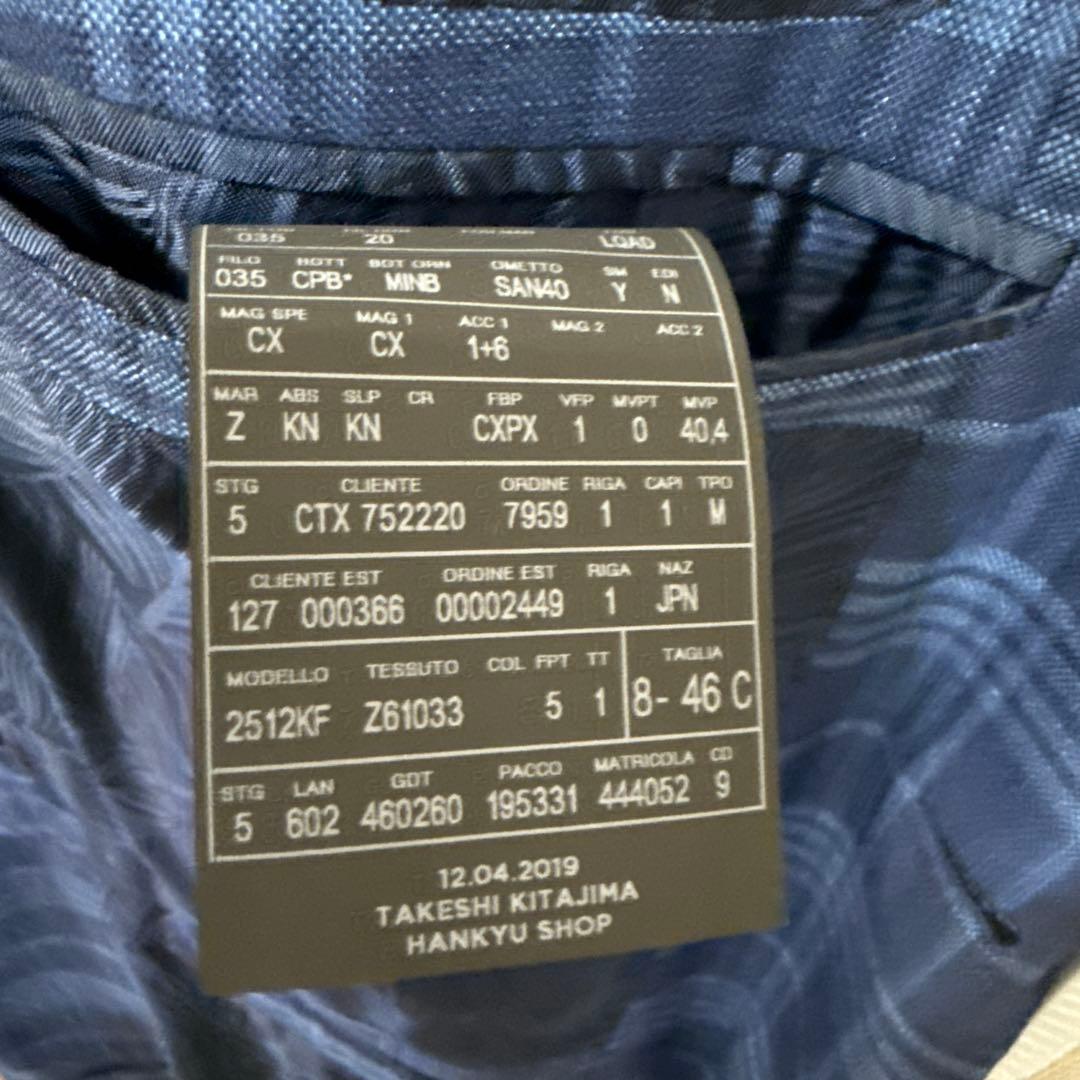 035 20 LQAD
FILO BOTT BOT ORN OMETTO SM EDI
035 CPB* MINB SAN40 Y N
MAG SPE MAG 1 ACC 1 MAG 2 ACC 2
CX CX 1+6
MAR ABS SLP CR FBP VFP MVPT MVP
Z KN KN CXPX 1 0 40,4
STG CLIENTE ORDINE RIGA CAPI TPO
5 CTX 752220 7959 1 1 M
CLIENTE EST ORDINE EST RIGA NAZ
127 000366 00002449 1 JPN
MODELLO TESSUTO COL FPT TT TAGLIA
2512KF Z61033 5 1 8- 46 C
STG LAN GDT PACCO MATRICOLA CD
5 602 460260 195331 444052 9
12.04.2019
TAKESHI KITAJIMA
HANKYU SHOP